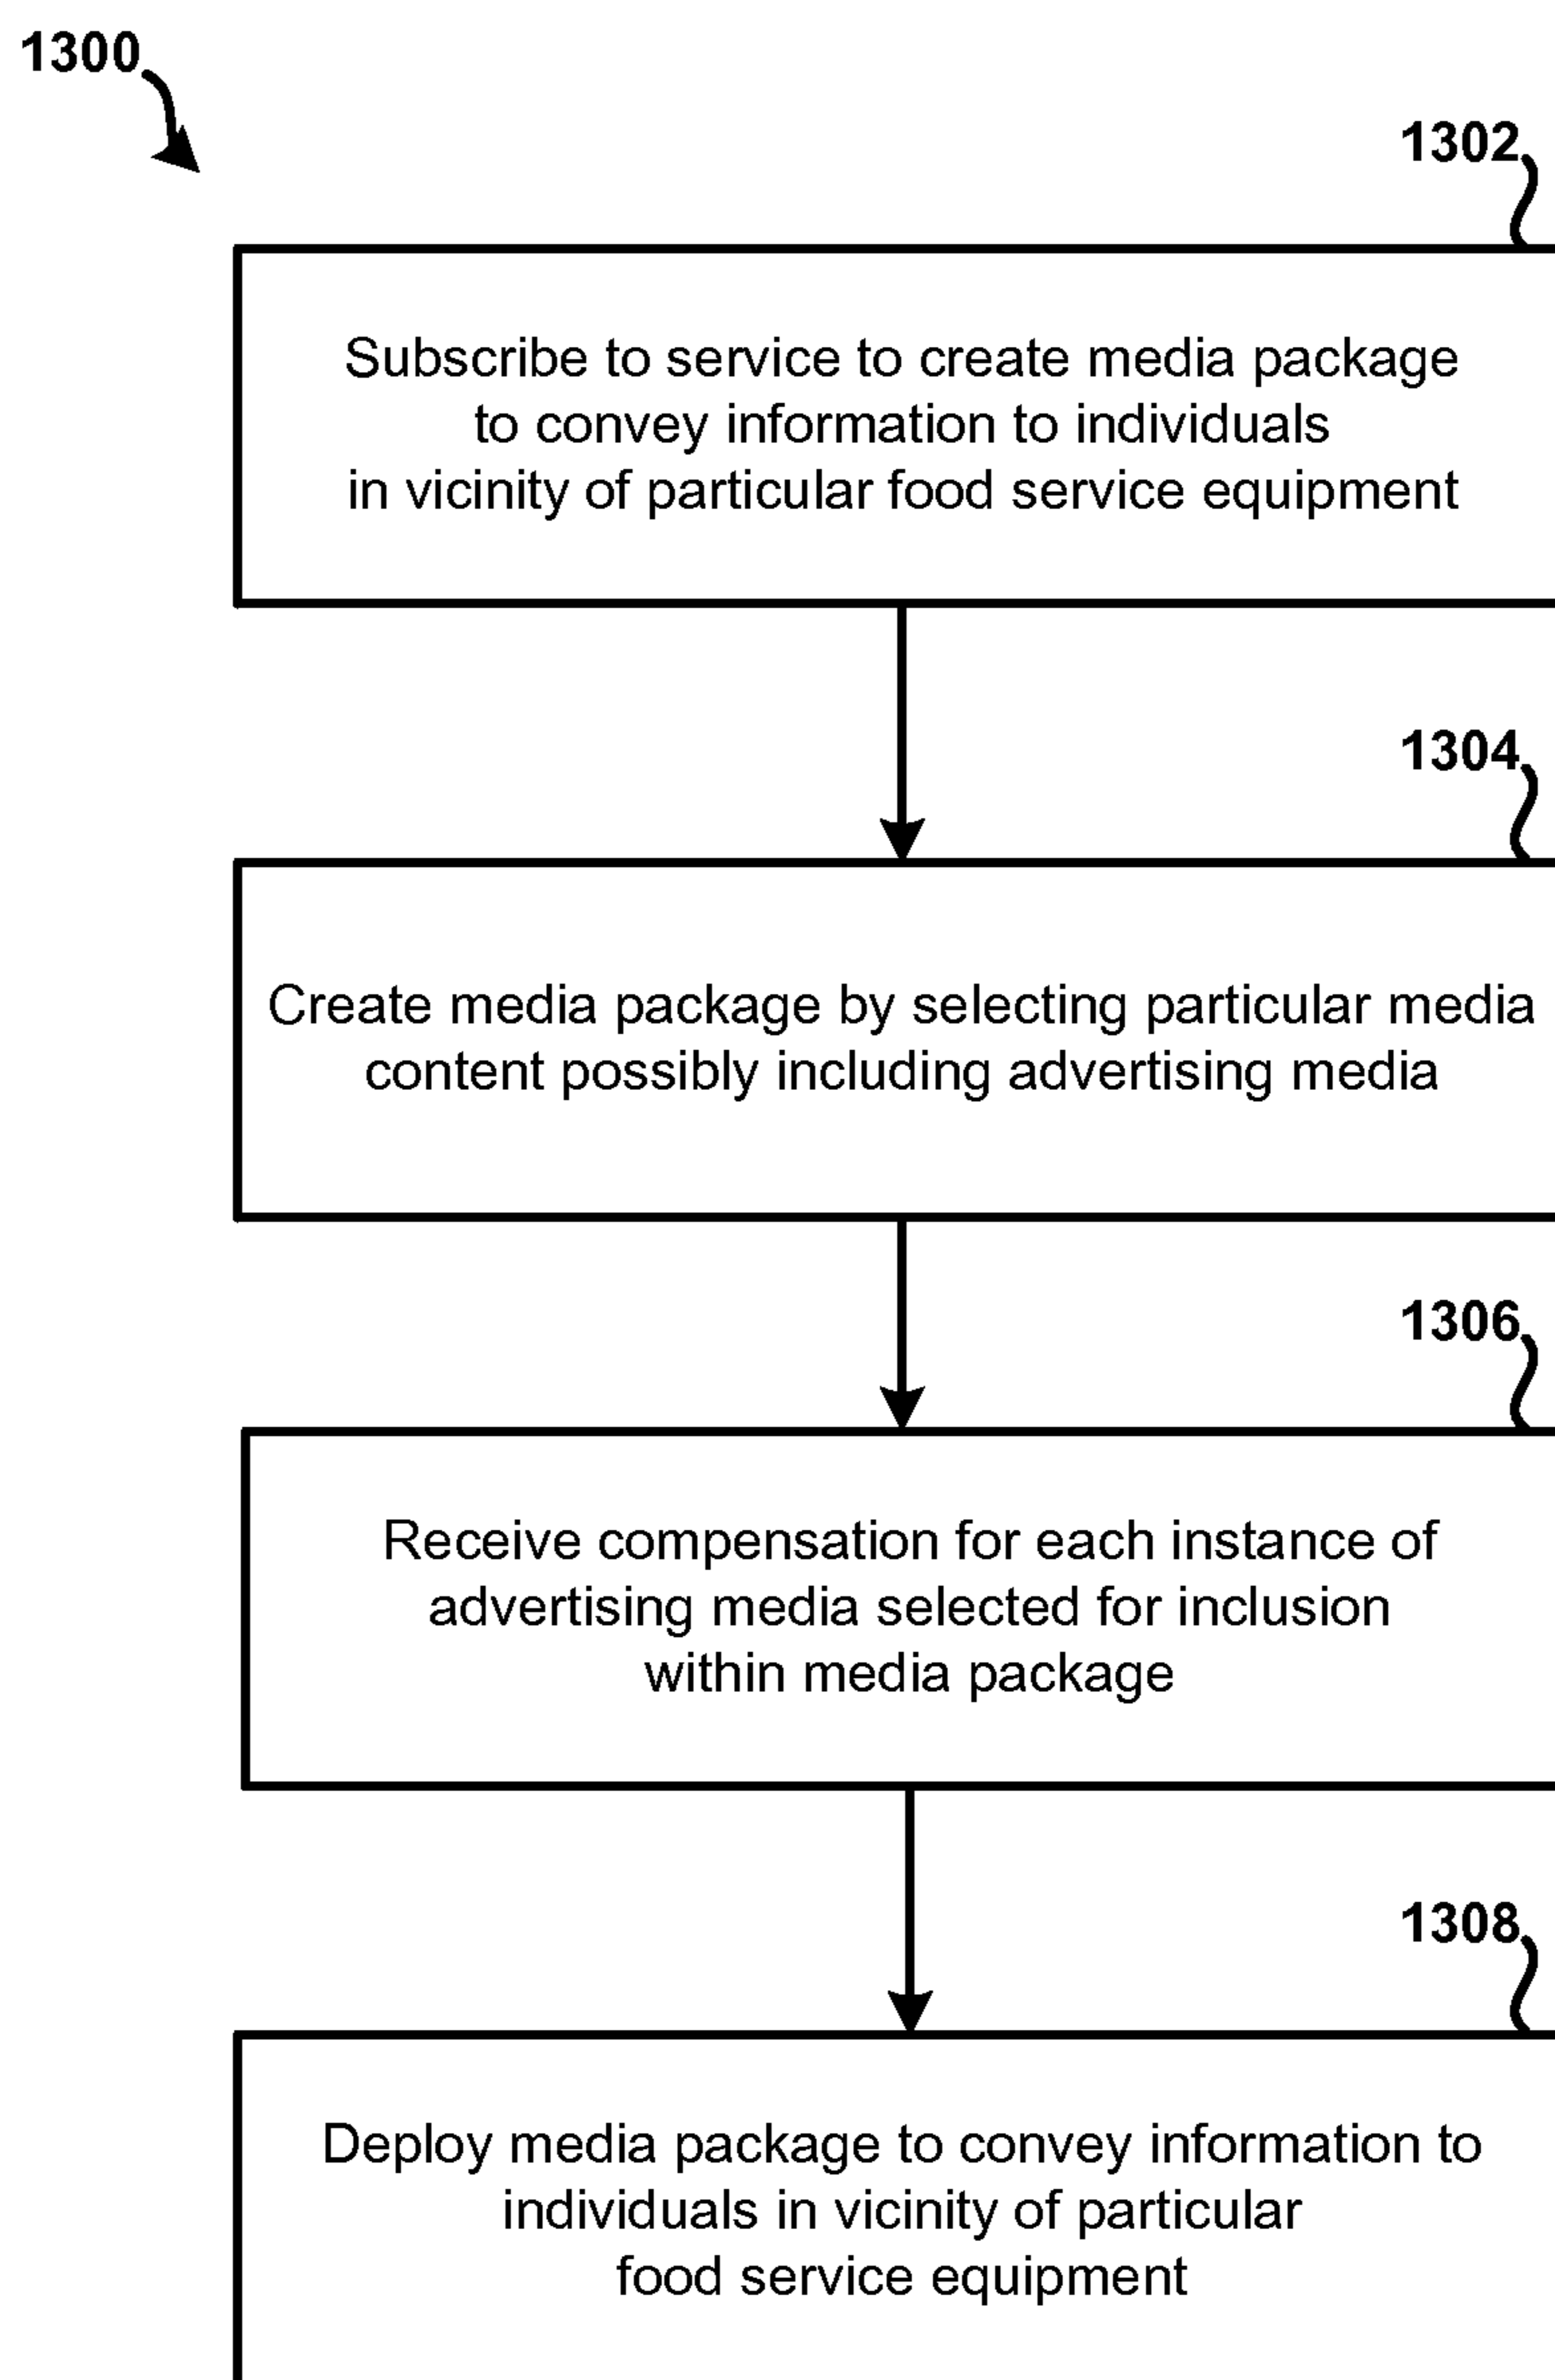 1300
1302
Subscribe to service to create media package
to convey information to individuals
in vicinity of particular food service equipment
1304
Create media package by selecting particular media
content possibly including advertising media
1306
Receive compensation for each instance of
advertising media selected for inclusion
within media package
1308
Deploy media package to convey information to
individuals in vicinity of particular
food service equipment